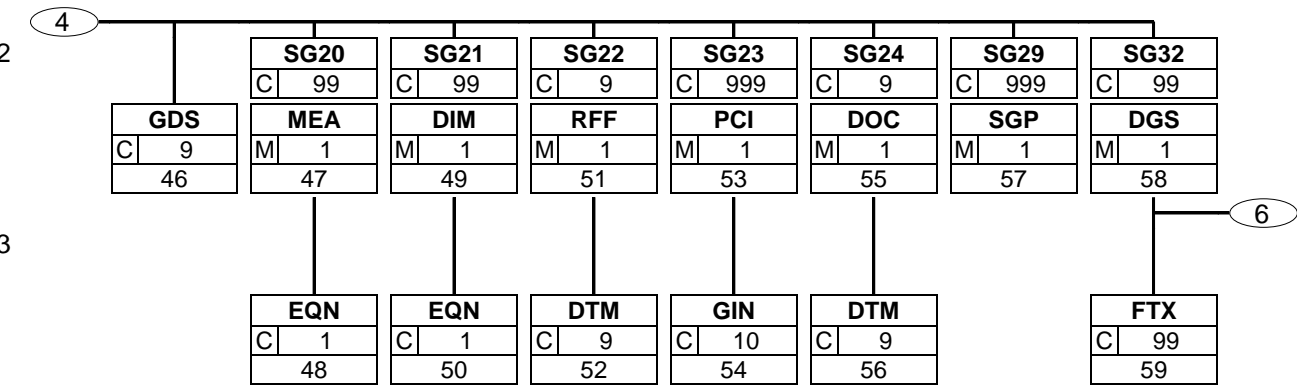 4
2 SG20 SG21 SG22 SG23 SG24 SG29 SG32
C 99 C 99 C 9 C 999 C 9 C 999 C 99
GDS MEA DIM RFF PCI DOC SGP DGS
C 9 M 1 M 1 M 1 M 1 M 1 M 1 M 1
46 47 49 51 53 55 57 58
6
3
EQN EQN DTM GIN DTM FTX
C 1 C 1 C 9 C 10 C 9 C 99
48 50 52 54 56 59